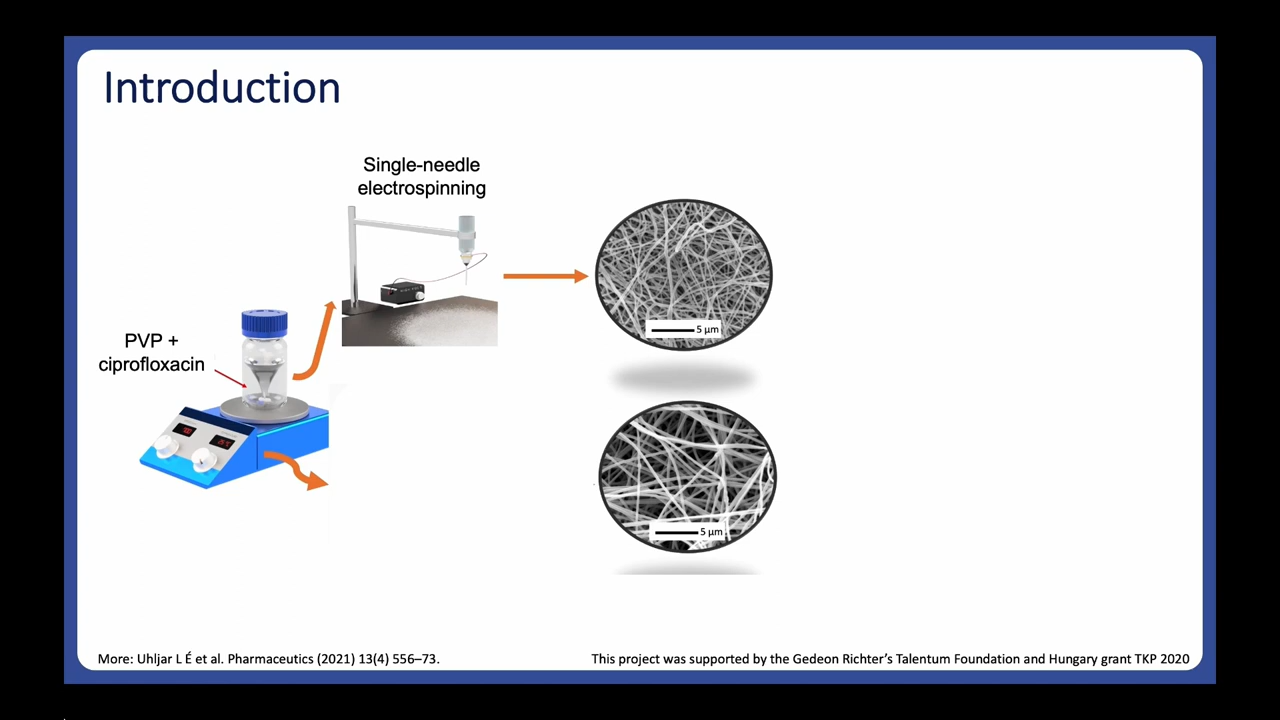 Introduction
Single-needle
electrospinning
PVP +
ciprofloxacin
5 µm
5 µm
More: Uhljar L É et al. Pharmaceutics (2021) 13(4) 556–73.
This project was supported by the Gedeon Richter's Talentum Foundation and Hungary grant TKP 2020